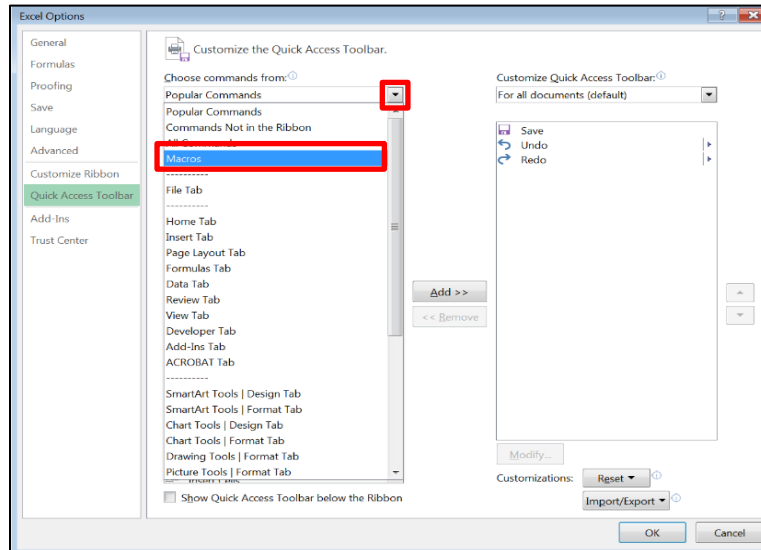 Excel Options
General
Formulas
Proofing
Save
Language
Advanced
Customize Ribbon
Quick Access Toolbar
Add-Ins
Trust Center
Customize the Quick Access Toolbar.
Choose commands from:
Popular Commands
Popular Commands
Commands Not in the Ribbon
All Commands
Macros
----------
File Tab
----------
Home Tab
Insert Tab
Page Layout Tab
Formulas Tab
Data Tab
Review Tab
View Tab
Developer Tab
Add-Ins Tab
ACROBAT Tab
----------
SmartArt Tools | Design Tab
SmartArt Tools | Format Tab
Chart Tools | Design Tab
Chart Tools | Format Tab
Drawing Tools | Format Tab
Picture Tools | Format Tab
Insert Cells
Show Quick Access Toolbar below the Ribbon
Add >>
<< Remove
Customize Quick Access Toolbar:
For all documents (default)
Save
Undo
Redo
Modify...
Customizations:
Reset
Import/Export
OK
Cancel